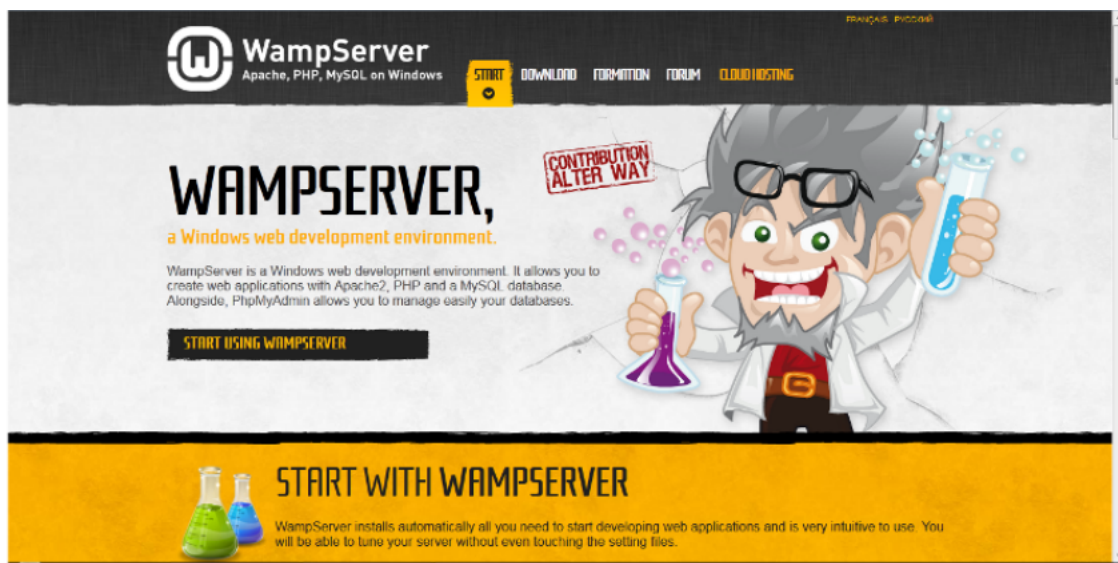 FRANÇAIS РУССКИЙ
WampServer
Apache, PHP, MySQL on Windows
START DOWNLOAD FORMATION FORUM CLOUD HOSTING
CONTRIBUTION
ALTER WAY
WAMPSERVER,
a Windows web development environment.
WampServer is a Windows web development environment. It allows you to
create web applications with Apache2, PHP and a MySQL database.
Alongside, PhpMyAdmin allows you to manage easily your databases.
START USING WAMPSERVER
START WITH WAMPSERVER
WampServer installs automatically all you need to start developing web applications and is very intuitive to use. You
will be able to tune your server without even touching the setting files.